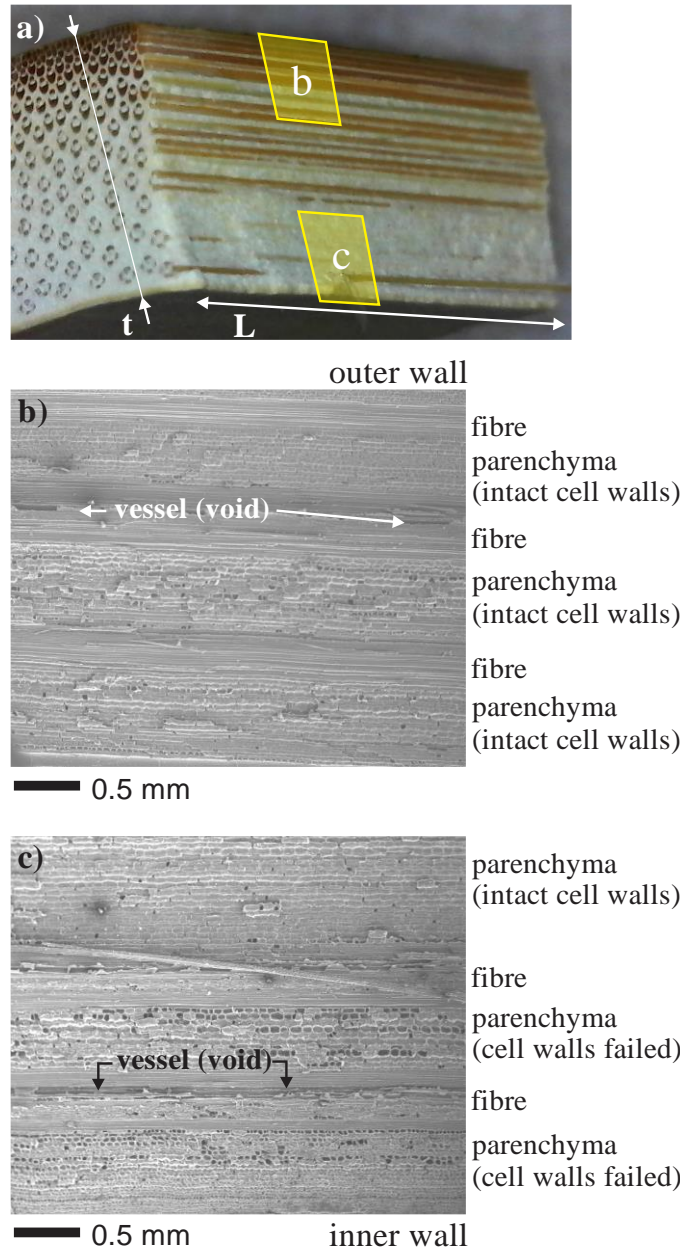 a)
b
c
t
L
outer wall
b)
fibre
parenchyma
(intact cell walls)
vessel (void)
fibre
parenchyma
(intact cell walls)
fibre
parenchyma
(intact cell walls)
0.5 mm
c)
parenchyma
(intact cell walls)
fibre
parenchyma
(cell walls failed)
vessel (void)
fibre
parenchyma
(cell walls failed)
0.5 mm
inner wall